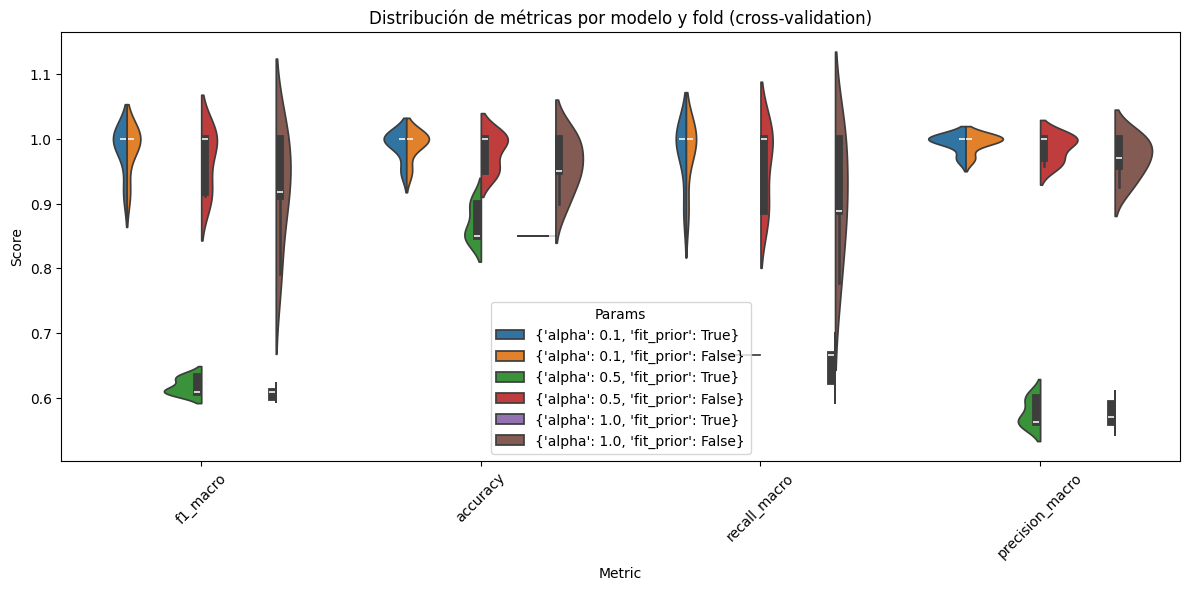 Distribución de métricas por modelo y fold (cross-validation)
Score
1.1
1.0
0.9
0.8
0.7
0.6
Params
{'alpha': 0.1, 'fit_prior': True}
{'alpha': 0.1, 'fit_prior': False}
{'alpha': 0.5, 'fit_prior': True}
{'alpha': 0.5, 'fit_prior': False}
{'alpha': 1.0, 'fit_prior': True}
{'alpha': 1.0, 'fit_prior': False}
f1_macro
accuracy
recall_macro
precision_macro
Metric